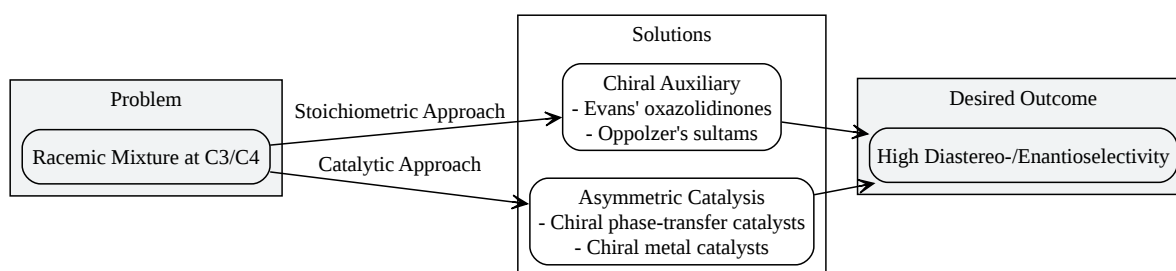 Problem
Racemic Mixture at C3/C4
Stoichiometric Approach
Catalytic Approach
Solutions
Chiral Auxiliary
- Evans' oxazolidinones
- Oppolzer's sultams
Asymmetric Catalysis
- Chiral phase-transfer catalysts
- Chiral metal catalysts
Desired Outcome
High Diastereo-/Enantioselectivity